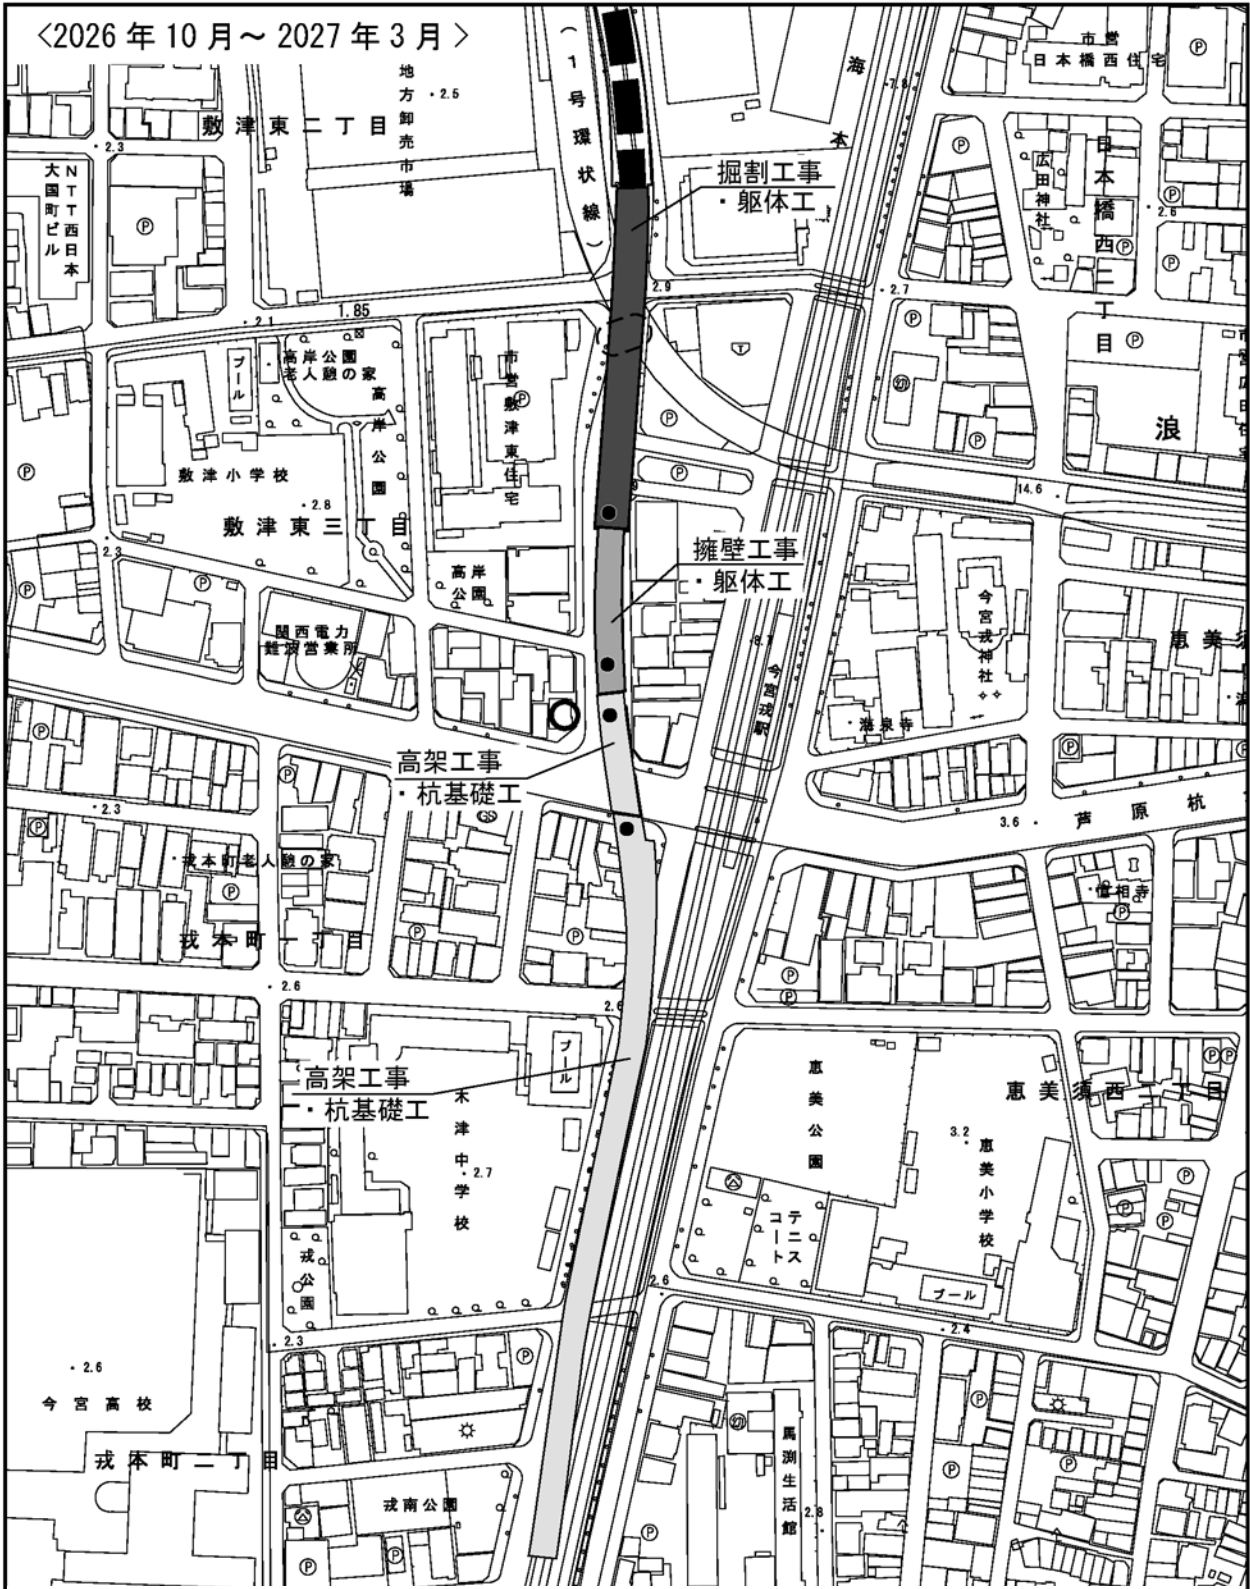 <2026 年 10 月～ 2027 年 3 月 >
市営
日本橋西住宅
地方卸売市場
2.5
(1号環状線)
海
本
7.8
敷津東二丁目
2.3
NTT西日本
大国町ビル
掘割工事
・躯体工
広田神社
日本橋西二丁目
2.6
2.9
2.7
1.85
2.1
高岸公園
老人憩の家
プール
高岸公園
市営敷津東住宅
浪
敷津小学校
2.8
敷津東三丁目
14.6
2.3
擁壁工事
・躯体工
高岸
公園
今宮戎神社
関西電力
難波営業所
8.7
今宮戎駅
恵美須
海泉寺
高架工事
・杭基礎工
GS
2.3
3.6
芦原杭
戎本町老人憩の家
戎本町一丁目
2.6
2.6
プール
高架工事
・杭基礎工
木津中学校
2.7
恵美公園
恵美須西二丁目
3.2
恵美小学校
テニス
コート
戎公園
2.6
プール
2.3
2.4
2.6
今宮高校
戎本町二丁目
馬渕生活館
戎南公園
2.8